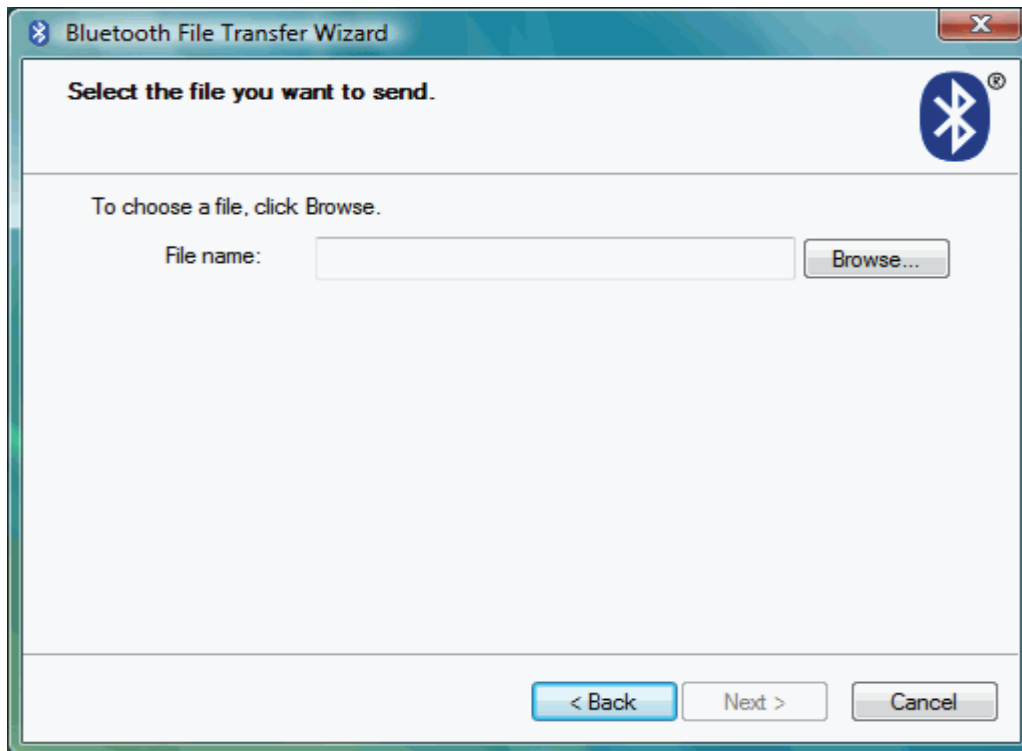 Bluetooth File Transfer Wizard
Select the file you want to send.
®
To choose a file, click Browse.
File name:
Browse...
< Back
Next >
Cancel